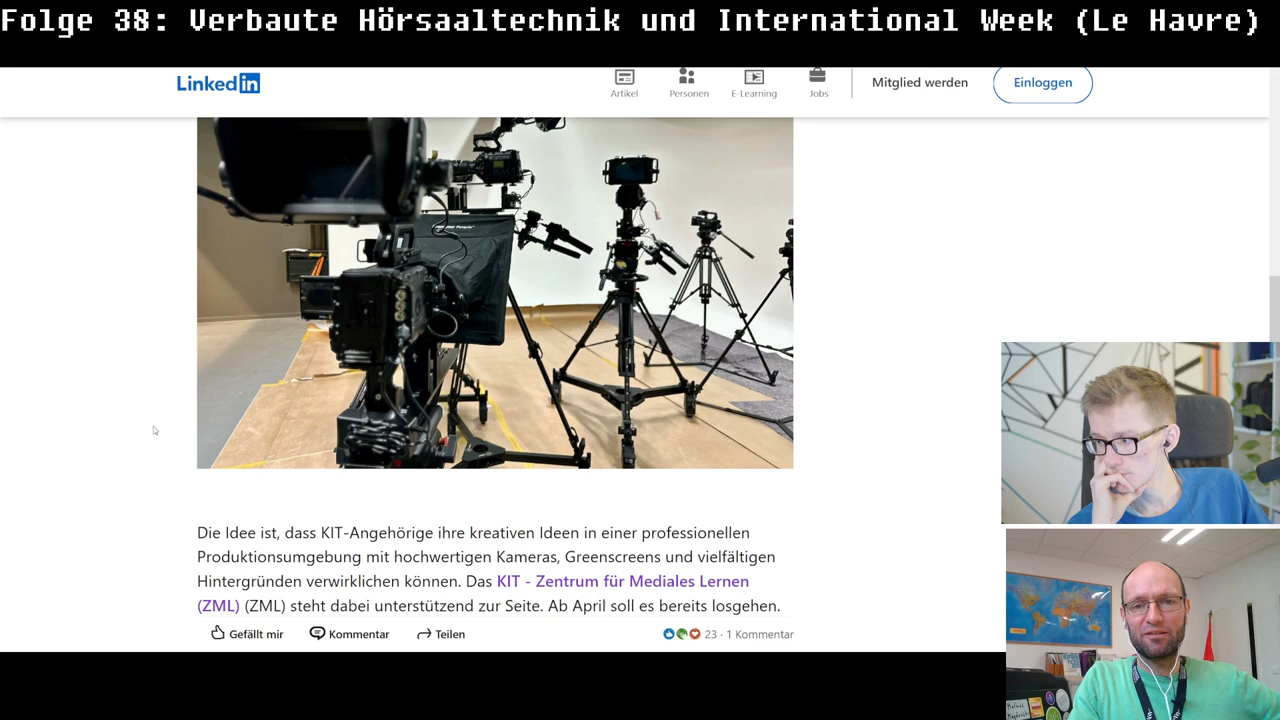 Folge 38: Verbaute Hörsaaltechnik und International Week (Le Havre)
Linked in
Artikel
Personen
E-Learning
Jobs
Mitglied werden
Einloggen
Die Idee ist, dass KIT-Angehörige ihre kreativen Ideen in einer professionellen
Produktionsumgebung mit hochwertigen Kameras, Greenscreens und vielfältigen
Hintergründen verwirklichen können. Das KIT - Zentrum für Mediales Lernen
(ZML) (ZML) steht dabei unterstützend zur Seite. Ab April soll es bereits losgehen.
Gefällt mir
Kommentar
Teilen
23 · 1 Kommentar